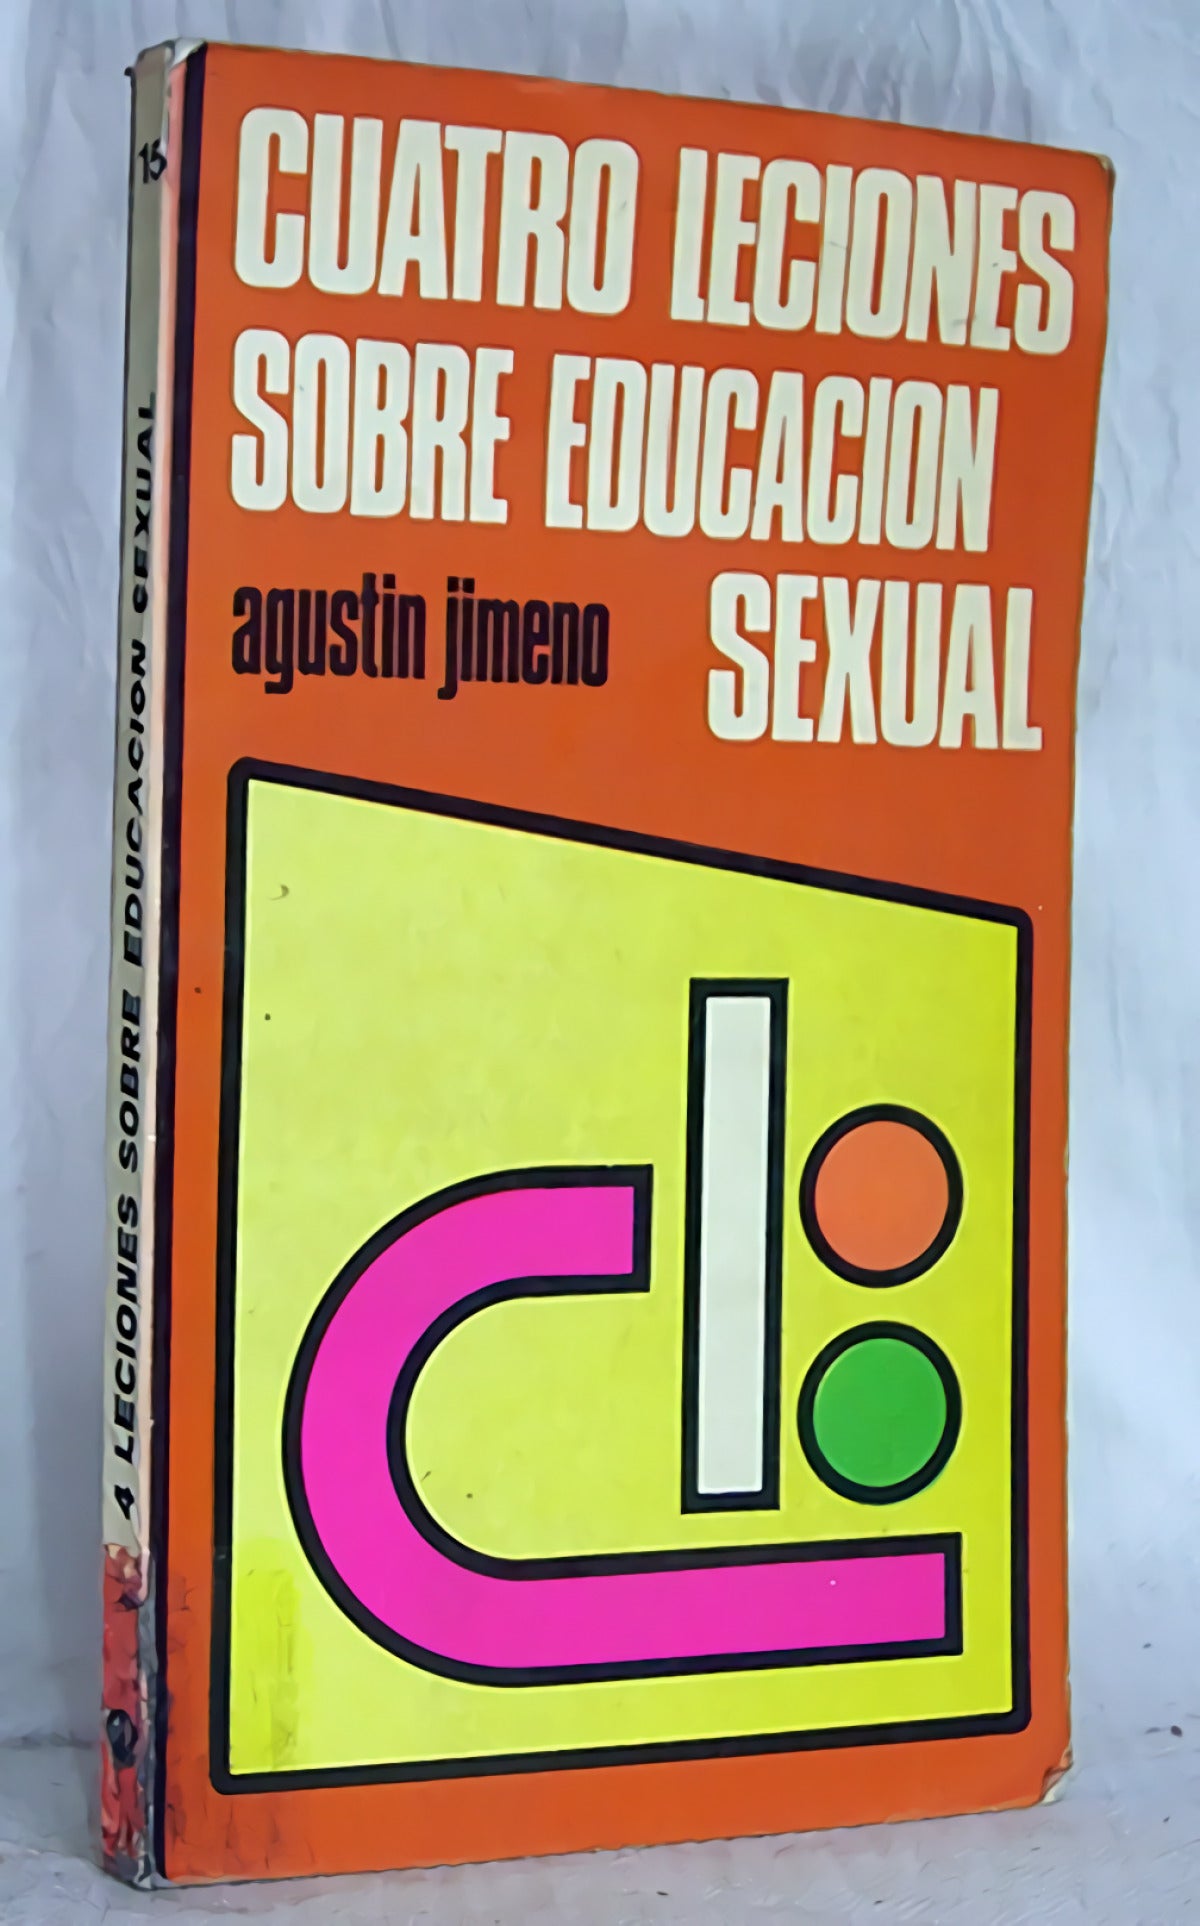 CUATRO LECIONES
SOBRE EDUCACION
SEXUAL
agustin jimeno
15
4 LECIONES SOBRE EDUCACION SEXUAL